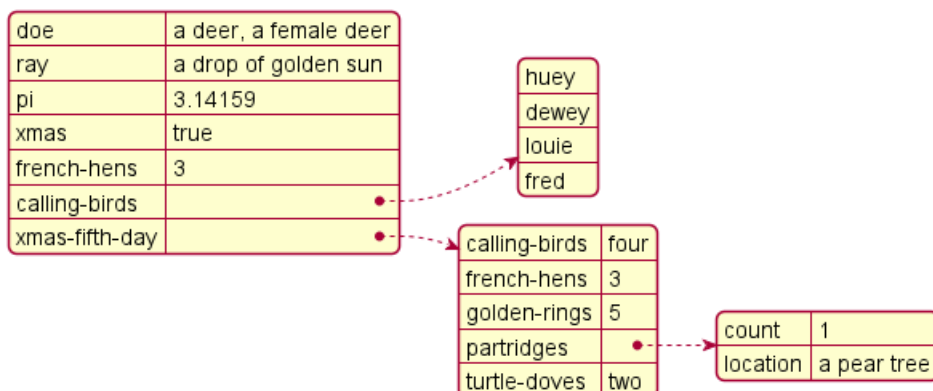 doe a deer, a female deer
ray a drop of golden sun
pi 3.14159
xmas true
french-hens 3
calling-birds
xmas-fifth-day
huey
dewey
louie
fred
calling-birds four
french-hens 3
golden-rings 5
partridges
turtle-doves two
count 1
location a pear tree